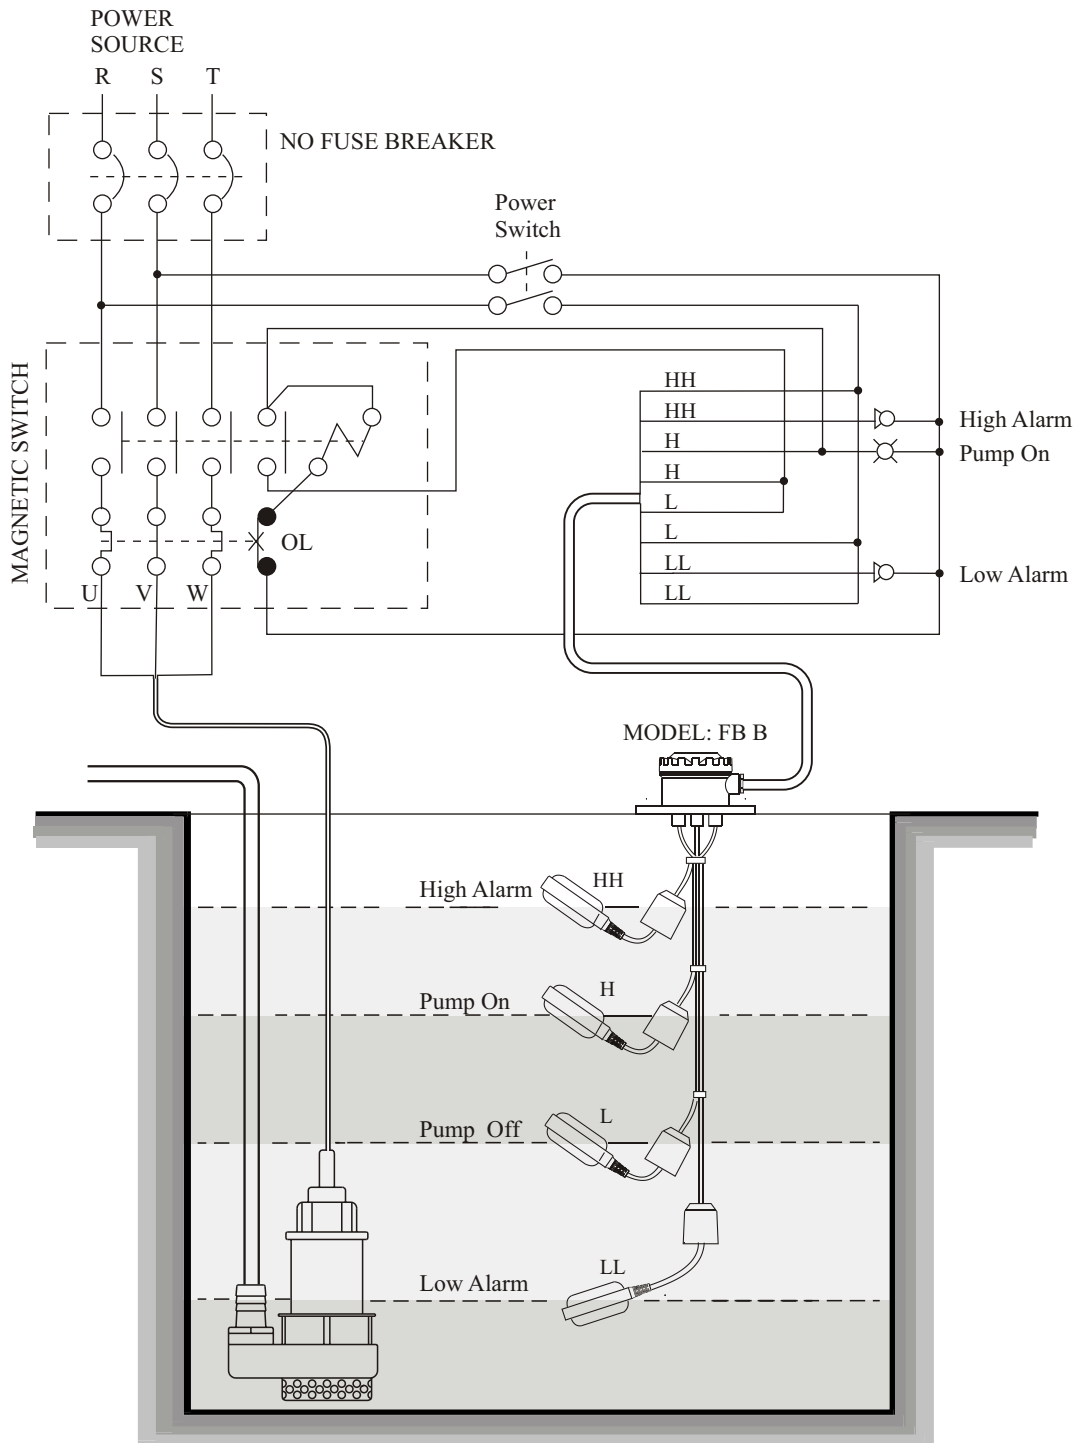 POWER
SOURCE
R S T
NO FUSE BREAKER
Power
Switch
MAGNETIC SWITCH
HH
HH
High Alarm
H
Pump On
H
L
L
LL
Low Alarm
LL
OL
U V W
MODEL: FB B
High Alarm
HH
Pump On
H
Pump Off
L
Low Alarm
LL